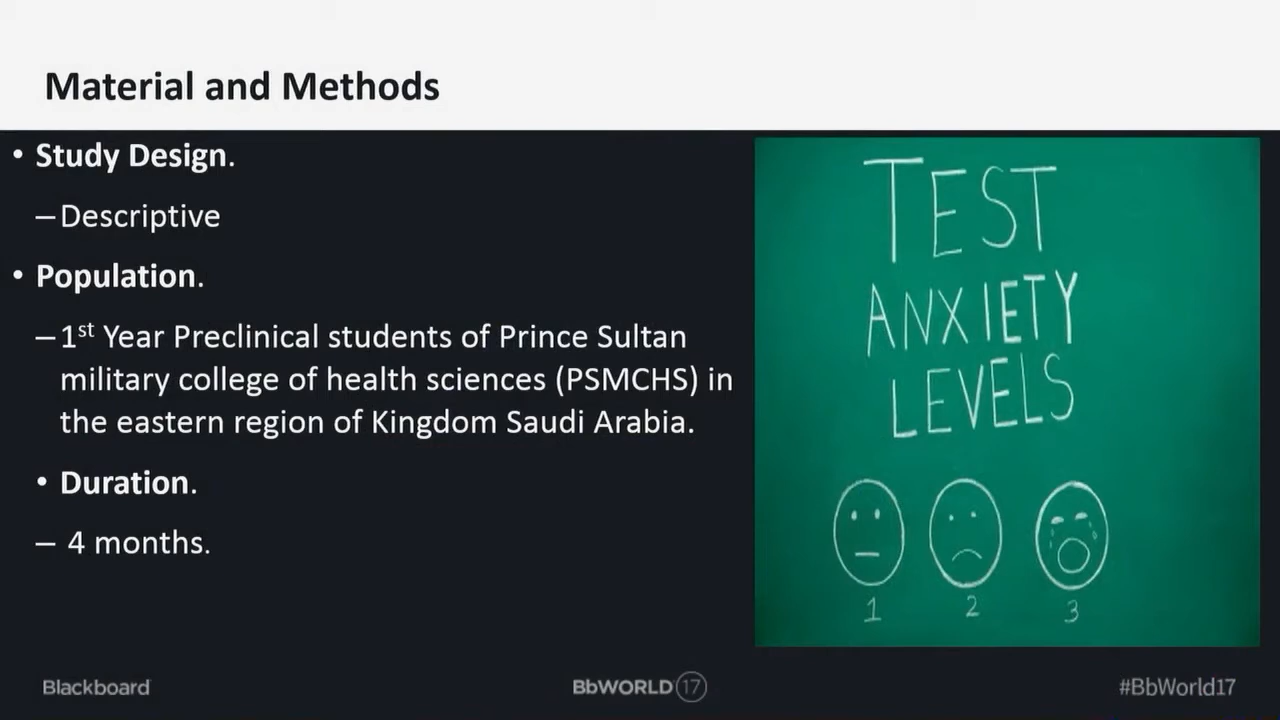 Material and Methods
• Study Design.
– Descriptive
• Population.
– 1st Year Preclinical students of Prince Sultan
military college of health sciences (PSMCHS) in
the eastern region of Kingdom Saudi Arabia.
• Duration.
– 4 months.
TEST
ANXIETY
LEVELS
1 2 3
Blackboard
BbWORLD 17
#BbWorld17